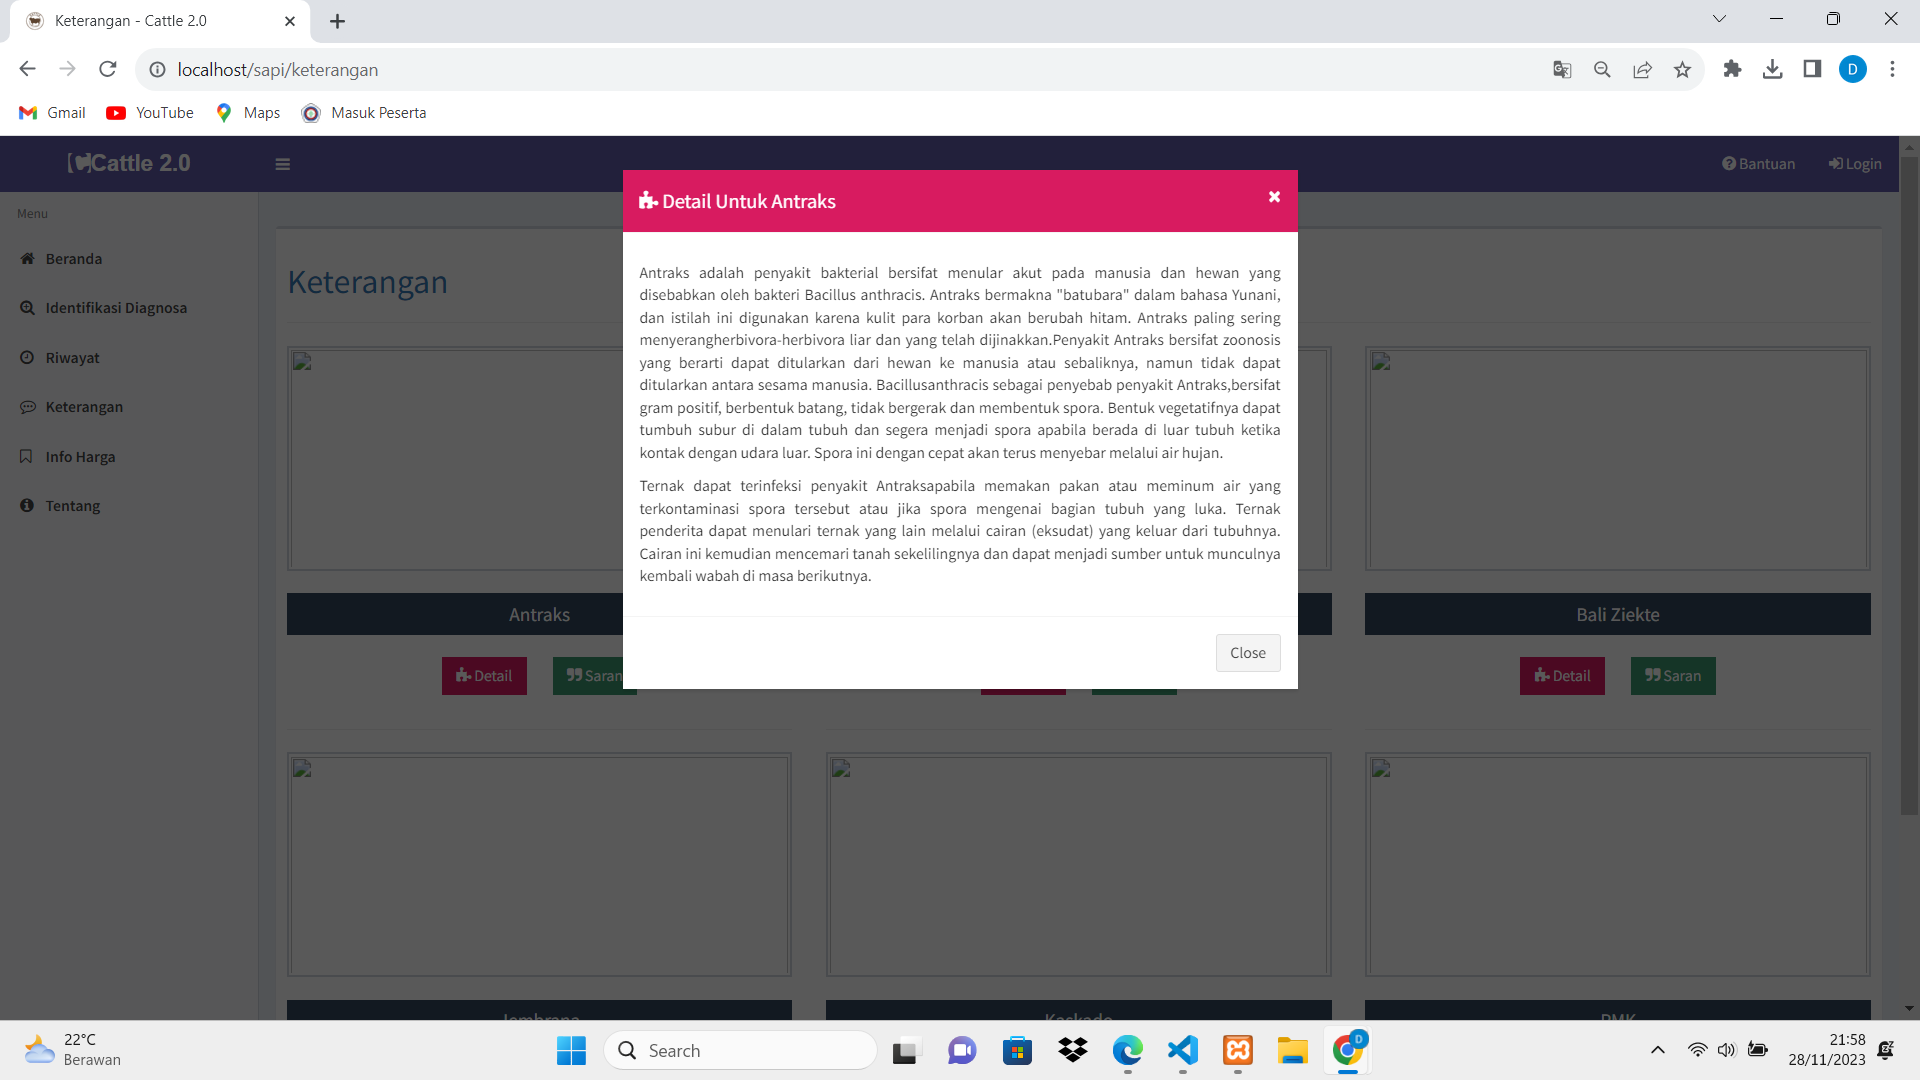 Keterangan - Cattle 2.0
localhost/sapi/keterangan
D
Gmail
YouTube
Maps
Masuk Peserta
Cattle 2.0
Bantuan
Login
Menu
Beranda
Identifikasi Diagnosa
Riwayat
Keterangan
Info Harga
Tentang
Keterangan
Detail Untuk Antraks
Antraks adalah penyakit bakterial bersifat menular akut pada manusia dan hewan yang
disebabkan oleh bakteri Bacillus anthracis. Antraks bermakna "batubara" dalam bahasa Yunani,
dan istilah ini digunakan karena kulit para korban akan berubah hitam. Antraks paling sering
menyerangherbivora-herbivora liar dan yang telah dijinakkan.Penyakit Antraks bersifat zoonosis
yang berarti dapat ditularkan dari hewan ke manusia atau sebaliknya, namun tidak dapat
ditularkan antara sesama manusia. Bacillusanthracis sebagai penyebab penyakit Antraks,bersifat
gram positif, berbentuk batang, tidak bergerak dan membentuk spora. Bentuk vegetatifnya dapat
tumbuh subur di dalam tubuh dan segera menjadi spora apabila berada di luar tubuh ketika
kontak dengan udara luar. Spora ini dengan cepat akan terus menyebar melalui air hujan.
Ternak dapat terinfeksi penyakit Antraksapabila memakan pakan atau meminum air yang
terkontaminasi spora tersebut atau jika spora mengenai bagian tubuh yang luka. Ternak
penderita dapat menulari ternak yang lain melalui cairan (eksudat) yang keluar dari tubuhnya.
Cairan ini kemudian mencemari tanah sekelilingnya dan dapat menjadi sumber untuk munculnya
kembali wabah di masa berikutnya.
Close
Antraks
Bali Ziekte
Detail
Saran
Detail
Saran
Jembrana
Kaskado
PMK
22°C
Berawan
Search
D
21:58
28/11/2023